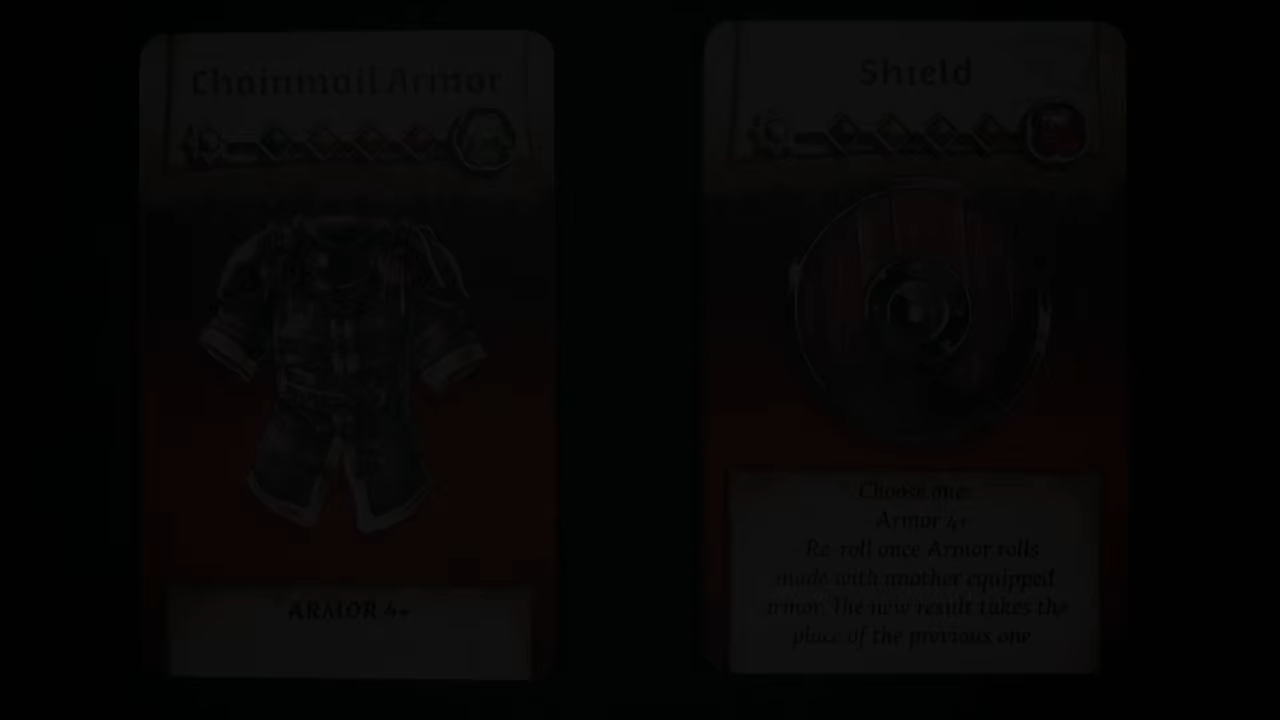 Chainmail Armor
ARMOR 4+
Shield
Choose one:
- Armor 4+
- Re-roll once Armor rolls
made with another equipped
armor. The new result takes the
place of the previous one